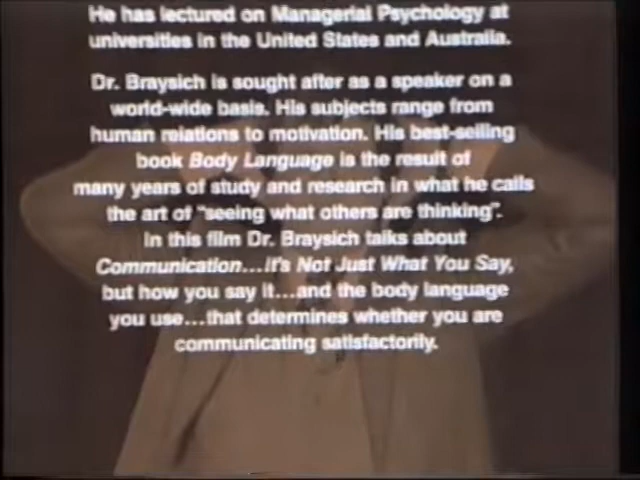 He has lectured on Managerial Psychology at
universities in the United States and Australia.
Dr. Braysich is sought after as a speaker on a
world-wide basis. His subjects range from
human relations to motivation. His best-selling
book Body Language is the result of
many years of study and research in what he calls
the art of "seeing what others are thinking".
In this film Dr. Braysich talks about
Communication...It's Not Just What You Say,
but how you say it...and the body language
you use...that determines whether you are
communicating satisfactorily.